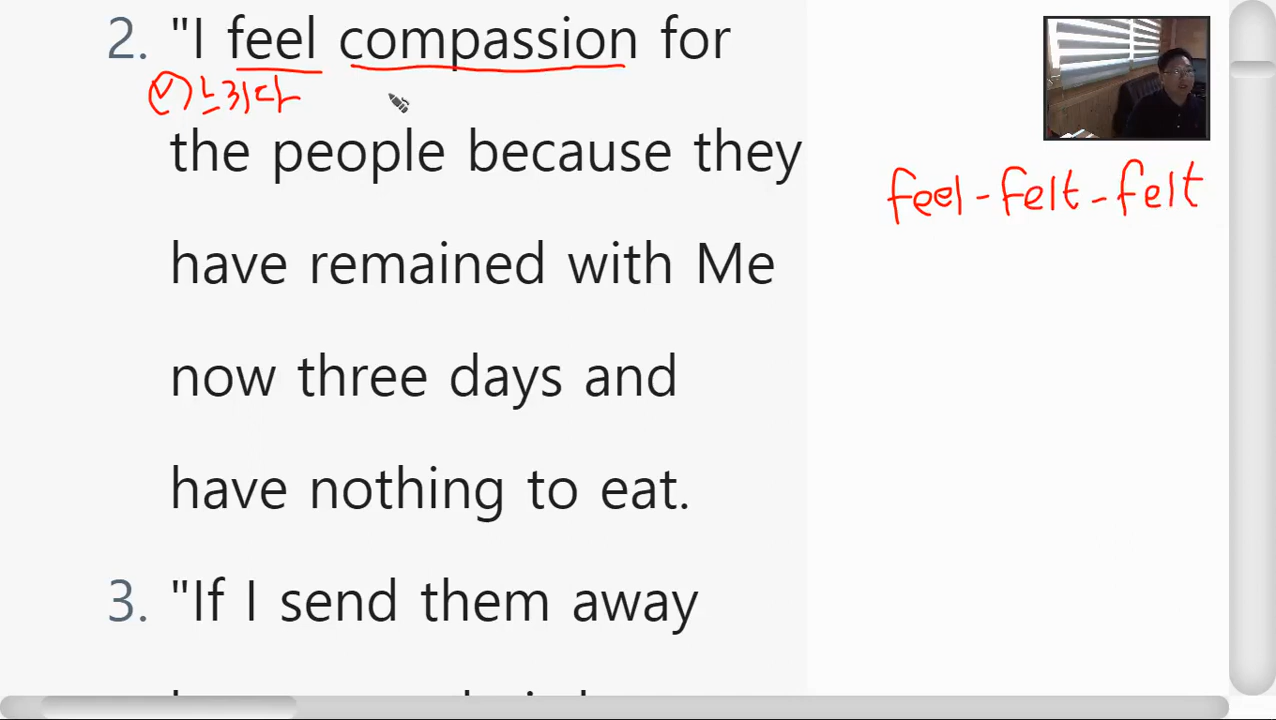 2. "I feel compassion for
(v)느끼다
the people because they
have remained with Me
now three days and
have nothing to eat.
3. "If I send them away
feel - felt - felt